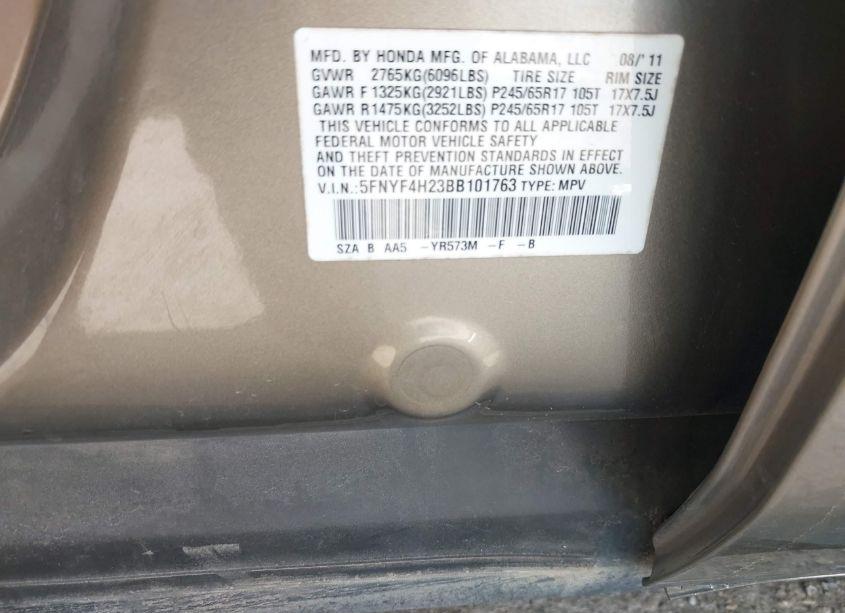 MFD. BY HONDA MFG. OF ALABAMA, LLC 08/'11
GVWR 2765KG(6096LBS) TIRE SIZE RIM SIZE
GAWR F 1325KG(2921LBS) P245/65R17 105T 17X7.5J
GAWR R1475KG(3252LBS) P245/65R17 105T 17X7.5J
THIS VEHICLE CONFORMS TO ALL APPLICABLE
FEDERAL MOTOR VEHICLE SAFETY
AND THEFT PREVENTION STANDARDS IN EFFECT
ON THE DATE OF MANUFACTURE SHOWN ABOVE.
V.I.N.:5FNYF4H23BB101763 TYPE: MPV
SZA B AA5 -YR573M -F -B